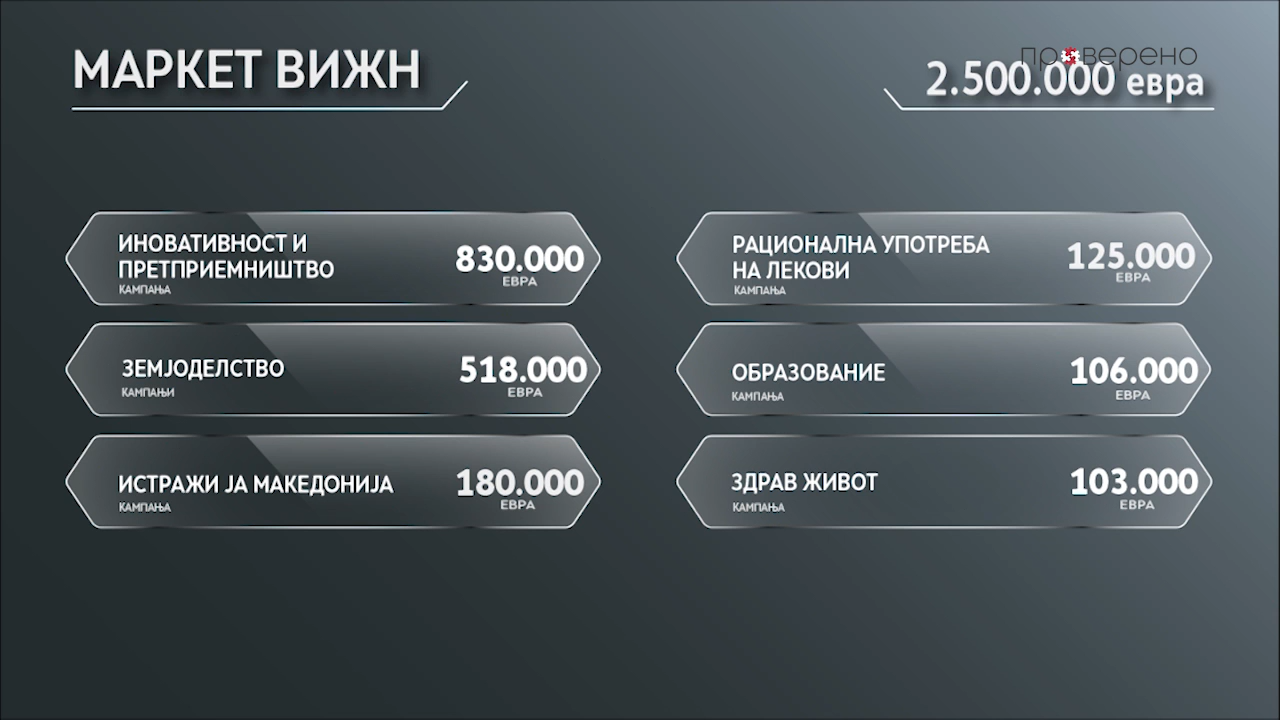 МАРКЕТ ВИЖН
проверено
2.500.000 евра
ИНОВАТИВНОСТ И
ПРЕТПРИЕМНИШТВО
КАМПАЊА
830.000
ЕВРА
РАЦИОНАЛНА УПОТРЕБА
НА ЛЕКОВИ
КАМПАЊА
125.000
ЕВРА
ЗЕМЈОДЕЛСТВО
КАМПАЊИ
518.000
ЕВРА
ОБРАЗОВАНИЕ
КАМПАЊА
106.000
ЕВРА
ИСТРАЖИ ЈА МАКЕДОНИЈА
КАМПАЊА
180.000
ЕВРА
ЗДРАВ ЖИВОТ
КАМПАЊА
103.000
ЕВРА